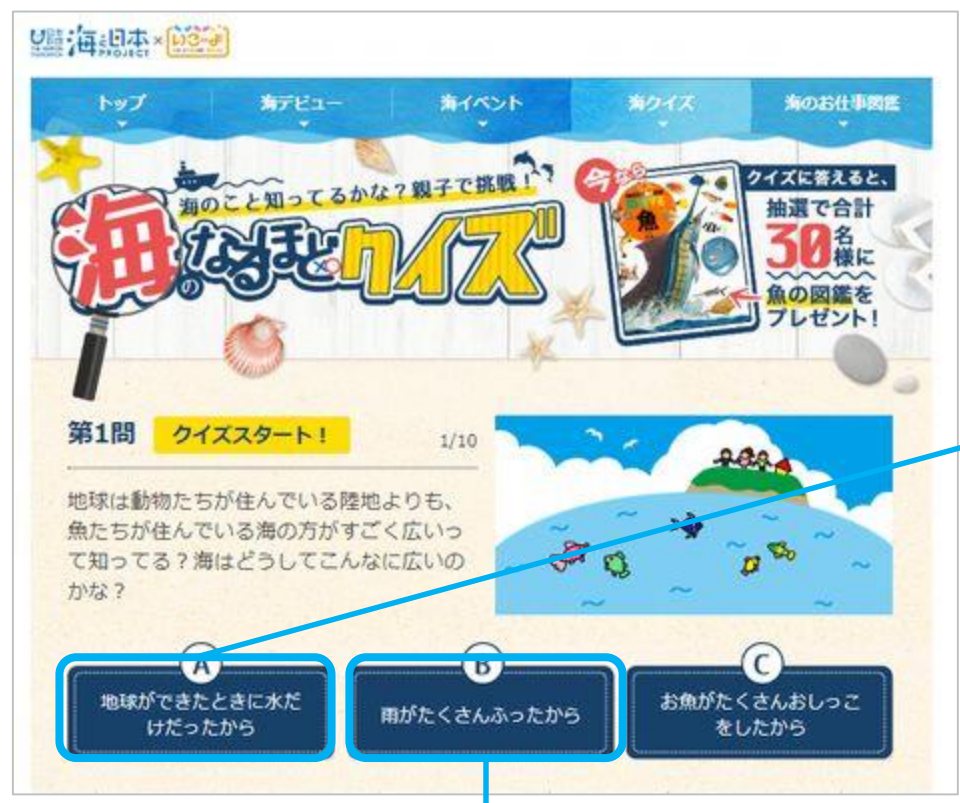 海と日本 × いこーよ
PROJECT
トップ
海デビュー
海イベント
海クイズ
海のお仕事図鑑
海のこと知ってるかな？親子で挑戦！
海のなるほどクイズ
今なら
魚
クイズに答えると、
抽選で合計
30名様に
魚の図鑑を
プレゼント！
第1問
クイズスタート！
1/10
地球は動物たちが住んでいる陸地よりも、
魚たちが住んでいる海の方がすごく広いっ
て知ってる？海はどうしてこんなに広いの
かな？
A
地球ができたときに水だ
けだったから
B
雨がたくさんふったから
C
お魚がたくさんおしっこ
をしたから